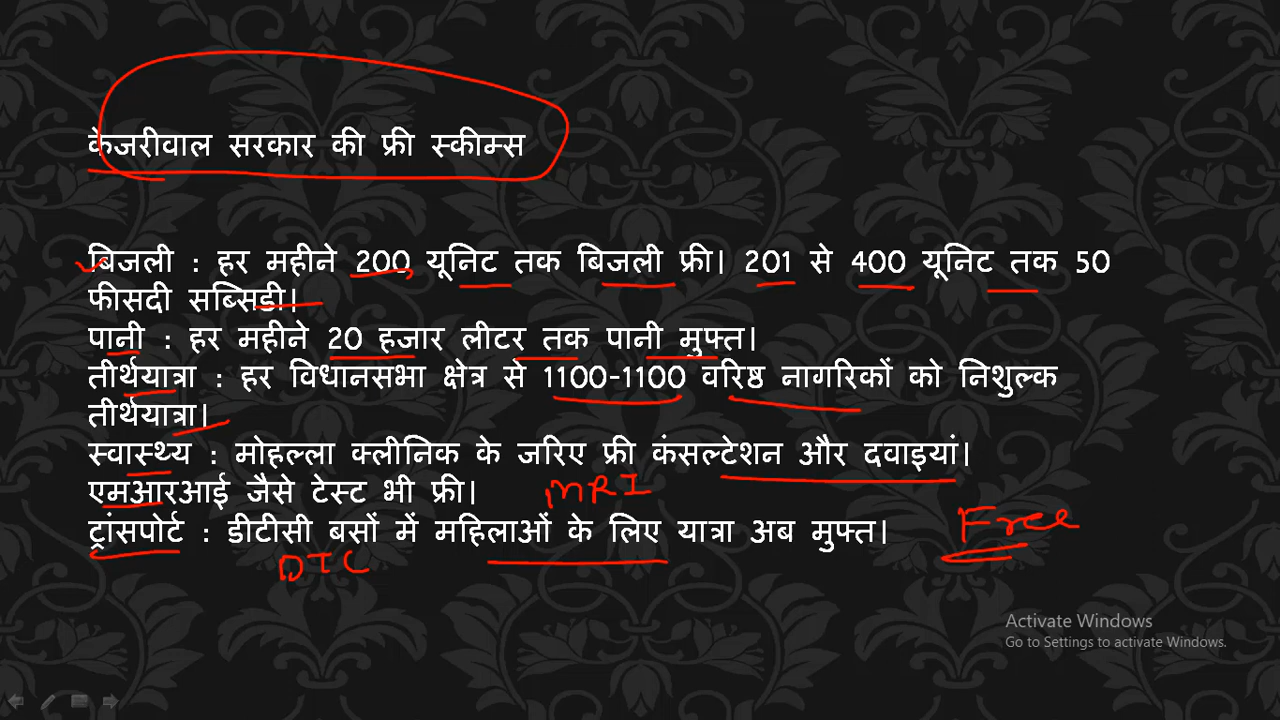 केजरीवाल सरकार की फ्री स्कीम्स
बिजली : हर महीने 200 यूनिट तक बिजली फ्री। 201 से 400 यूनिट तक 50
फीसदी सब्सिडी।
पानी : हर महीने 20 हजार लीटर तक पानी मुफ्त।
तीर्थयात्रा : हर विधानसभा क्षेत्र से 1100-1100 वरिष्ठ नागरिकों को निशुल्क
तीर्थयात्रा।
स्वास्थ्य : मोहल्ला क्लीनिक के जरिए फ्री कंसल्टेशन और दवाइयां।
एमआरआई जैसे टेस्ट भी फ्री। MRI
ट्रांसपोर्ट : डीटीसी बसों में महिलाओं के लिए यात्रा अब मुफ्त। Free
DTC
Activate Windows
Go to Settings to activate Windows.